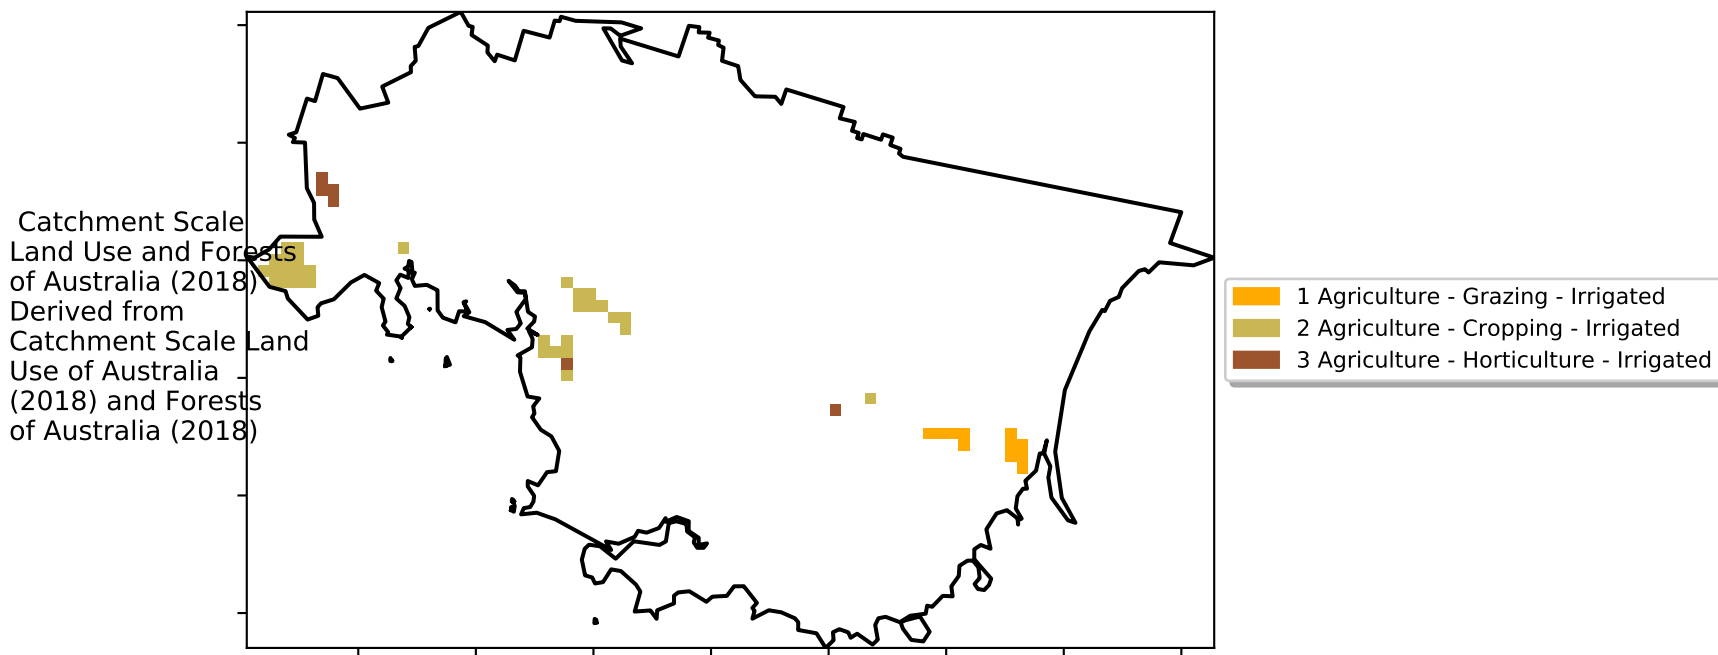 Catchment Scale
Land Use and Forests
of Australia (2018)
Derived from
Catchment Scale Land
Use of Australia
(2018) and Forests
of Australia (2018)
1 Agriculture - Grazing - Irrigated
2 Agriculture - Cropping - Irrigated
3 Agriculture - Horticulture - Irrigated